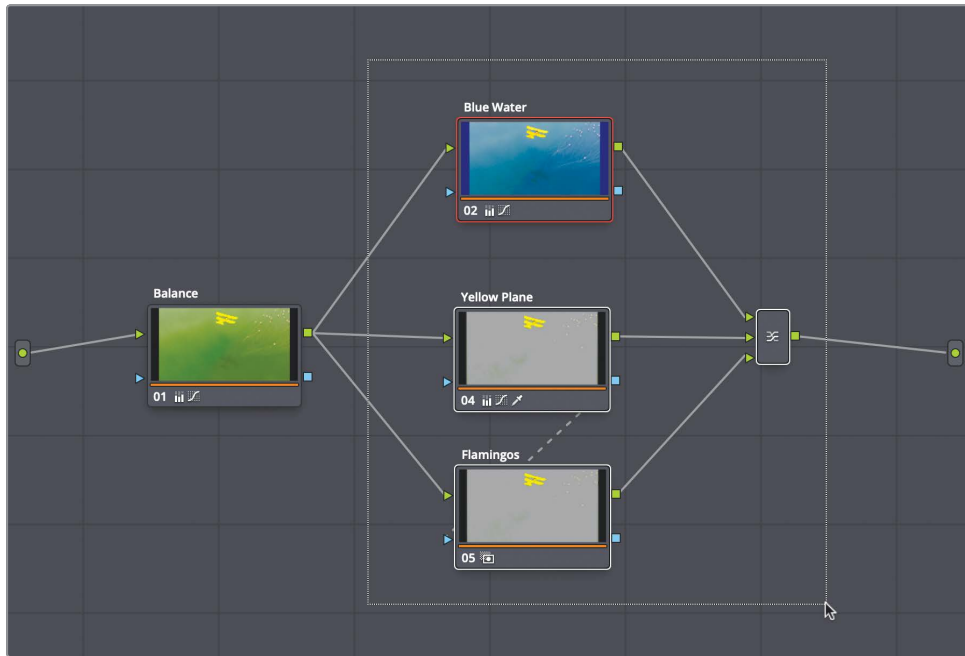 Blue Water
02
Balance
01
Yellow Plane
04
Flamingos
05